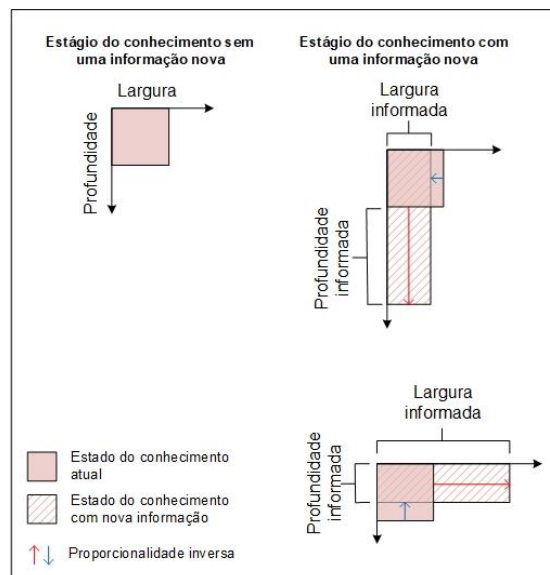 Estágio do conhecimento sem
uma informação nova
Largura
Profundidade
Estágio do conhecimento com
uma informação nova
Largura
informada
Profundidade
informada
Largura
informada
Profundidade
informada
Estado do conhecimento
atual
Estado do conhecimento
com nova informação
Proporcionalidade inversa